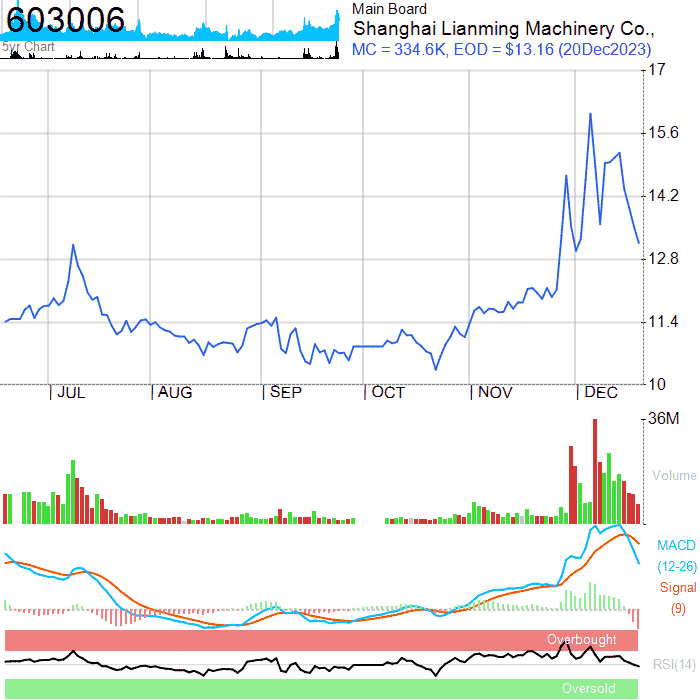 603006
5yr Chart
Main Board
Shanghai Lianming Machinery Co.,
MC = 334.6K, EOD = $13.16 (20Dec2023)
17
15.6
14.2
12.8
11.4
10
JUL
AUG
SEP
OCT
NOV
DEC
36M
Volume
MACD
(12-26)
Signal
(9)
Overbought
RSI(14)
Oversold